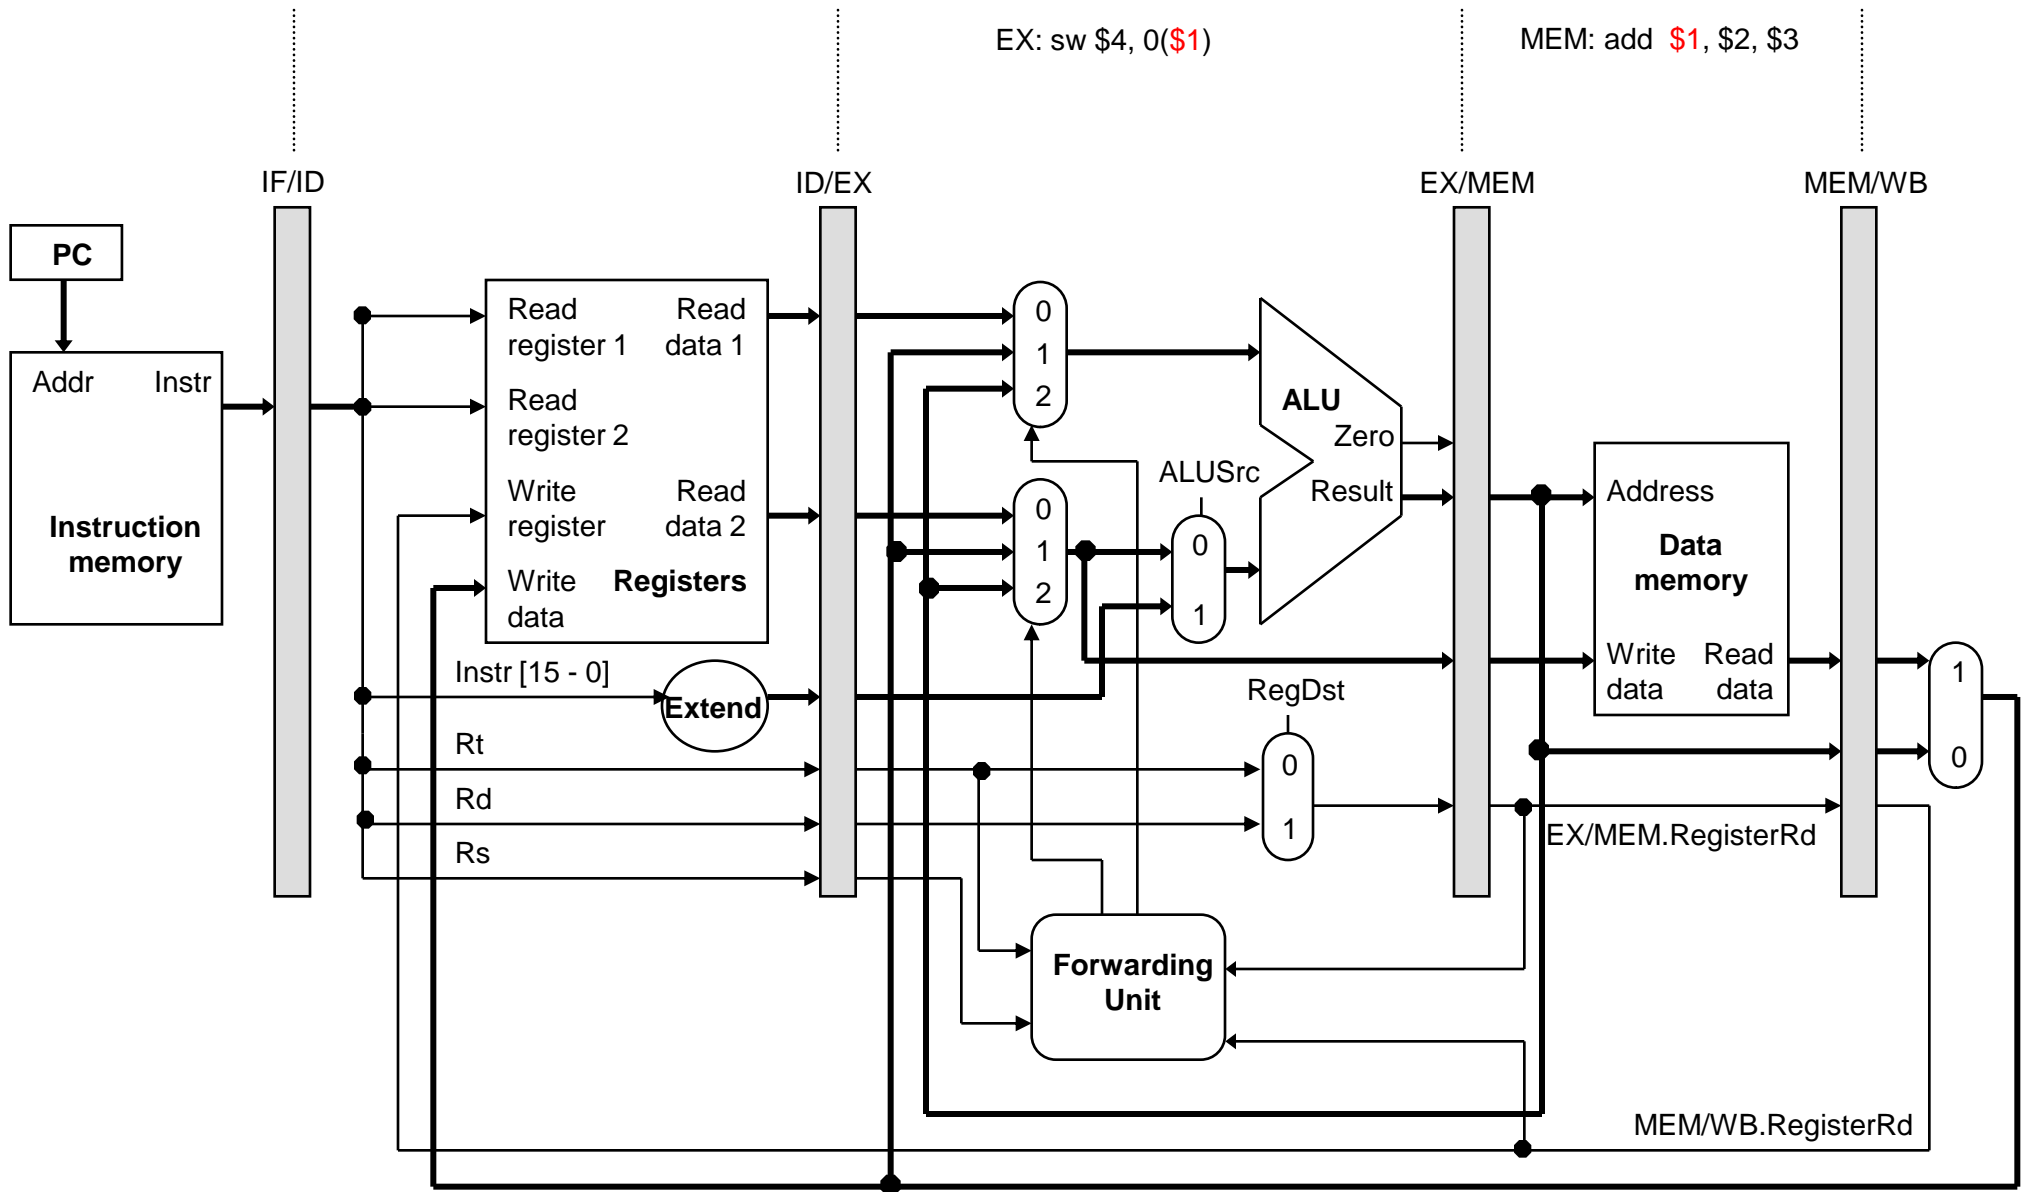 EX: sw $4, 0($1)
MEM: add $1, $2, $3
IF/ID
ID/EX
EX/MEM
MEM/WB
PC
Addr Instr
Instruction
memory
Read
register 1
Read
data 1
Read
register 2
Write
register
Read
data 2
Write
data
Registers
Instr [15 - 0]
Extend
Rt
Rd
Rs
0
1
2
0
1
2
ALUSrc
0
1
ALU
Zero
Result
RegDst
0
1
Forwarding
Unit
Address
Data
memory
Write
data
Read
data
1
0
EX/MEM.RegisterRd
MEM/WB.RegisterRd